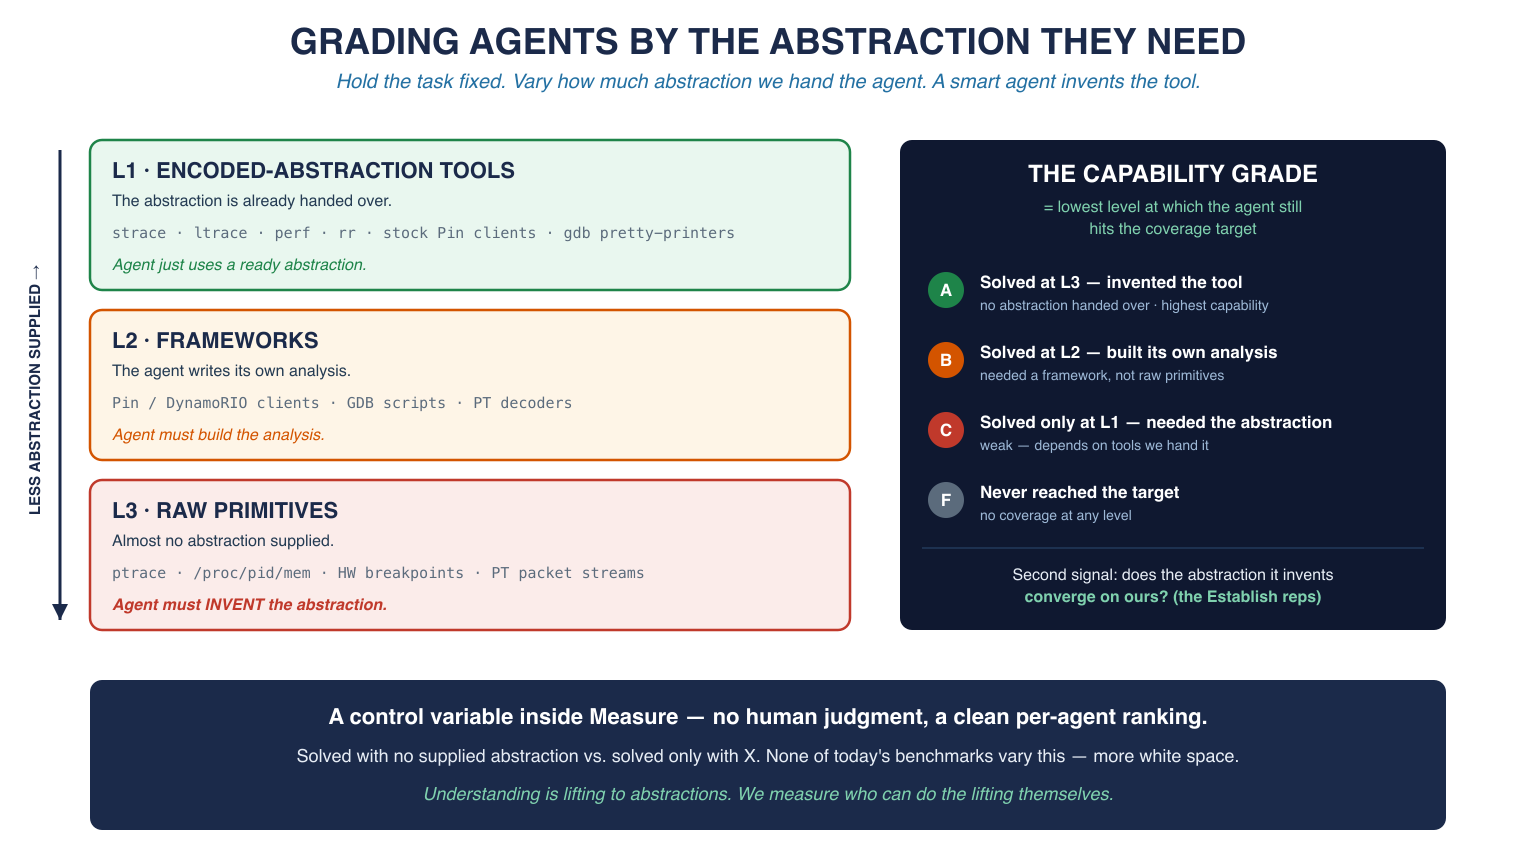 GRADING AGENTS BY THE ABSTRACTION THEY NEED
Hold the task fixed. Vary how much abstraction we hand the agent. A smart agent invents the tool.
LESS ABSTRACTION SUPPLIED →
L1 · ENCODED-ABSTRACTION TOOLS
The abstraction is already handed over.
strace · ltrace · perf · rr · stock Pin clients · gdb pretty−printers
Agent just uses a ready abstraction.
L2 · FRAMEWORKS
The agent writes its own analysis.
Pin / DynamoRIO clients · GDB scripts · PT decoders
Agent must build the analysis.
L3 · RAW PRIMITIVES
Almost no abstraction supplied.
ptrace · /proc/pid/mem · HW breakpoints · PT packet streams
Agent must INVENT the abstraction.
THE CAPABILITY GRADE
= lowest level at which the agent still
hits the coverage target
A
Solved at L3 — invented the tool
no abstraction handed over · highest capability
B
Solved at L2 — built its own analysis
needed a framework, not raw primitives
C
Solved only at L1 — needed the abstraction
weak — depends on tools we hand it
F
Never reached the target
no coverage at any level
Second signal: does the abstraction it invents
converge on ours? (the Establish reps)
A control variable inside Measure — no human judgment, a clean per-agent ranking.
Solved with no supplied abstraction vs. solved only with X. None of today's benchmarks vary this — more white space.
Understanding is lifting to abstractions. We measure who can do the lifting themselves.